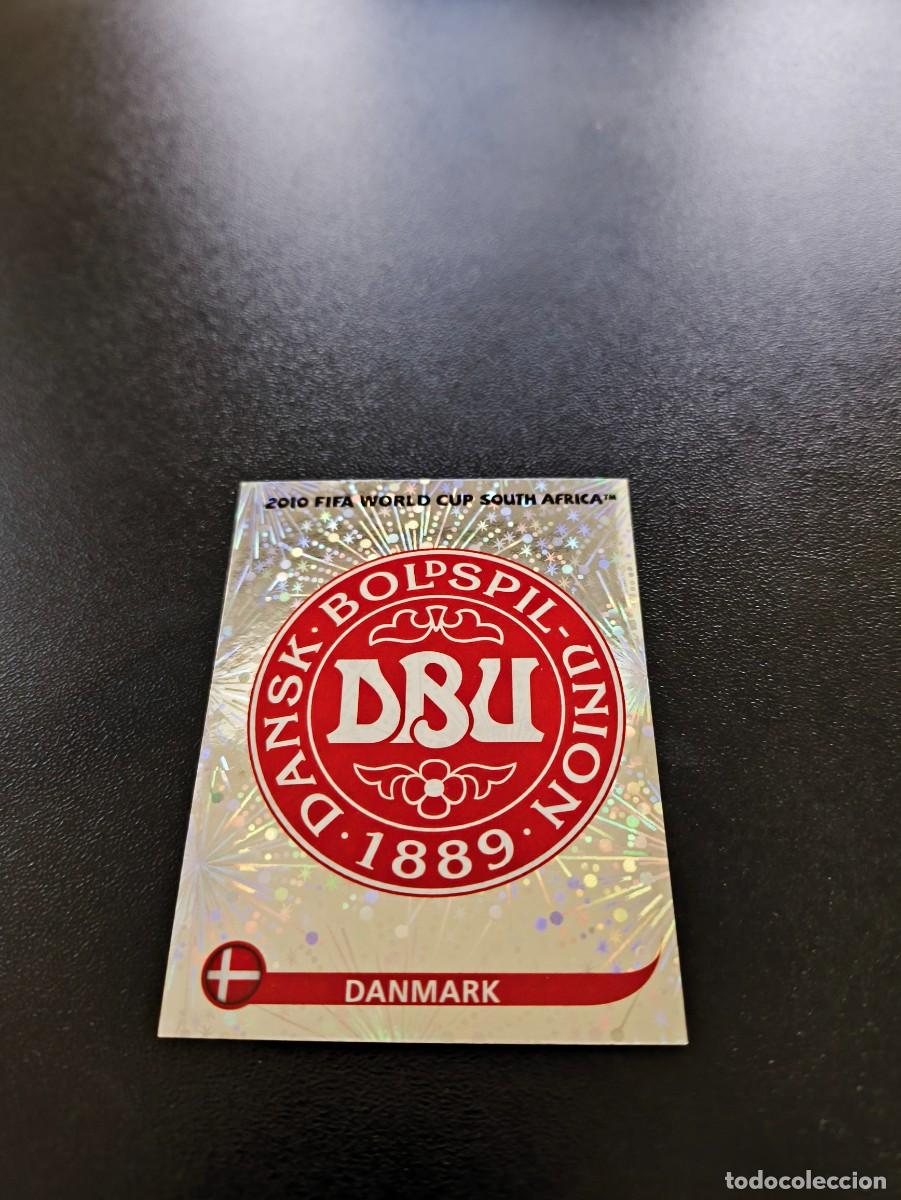 2010 FIFA WORLD CUP SOUTH AFRICA™
DANSK·BOLDSPIL-UNION
DBU
·1889·
DANMARK
todocoleccion